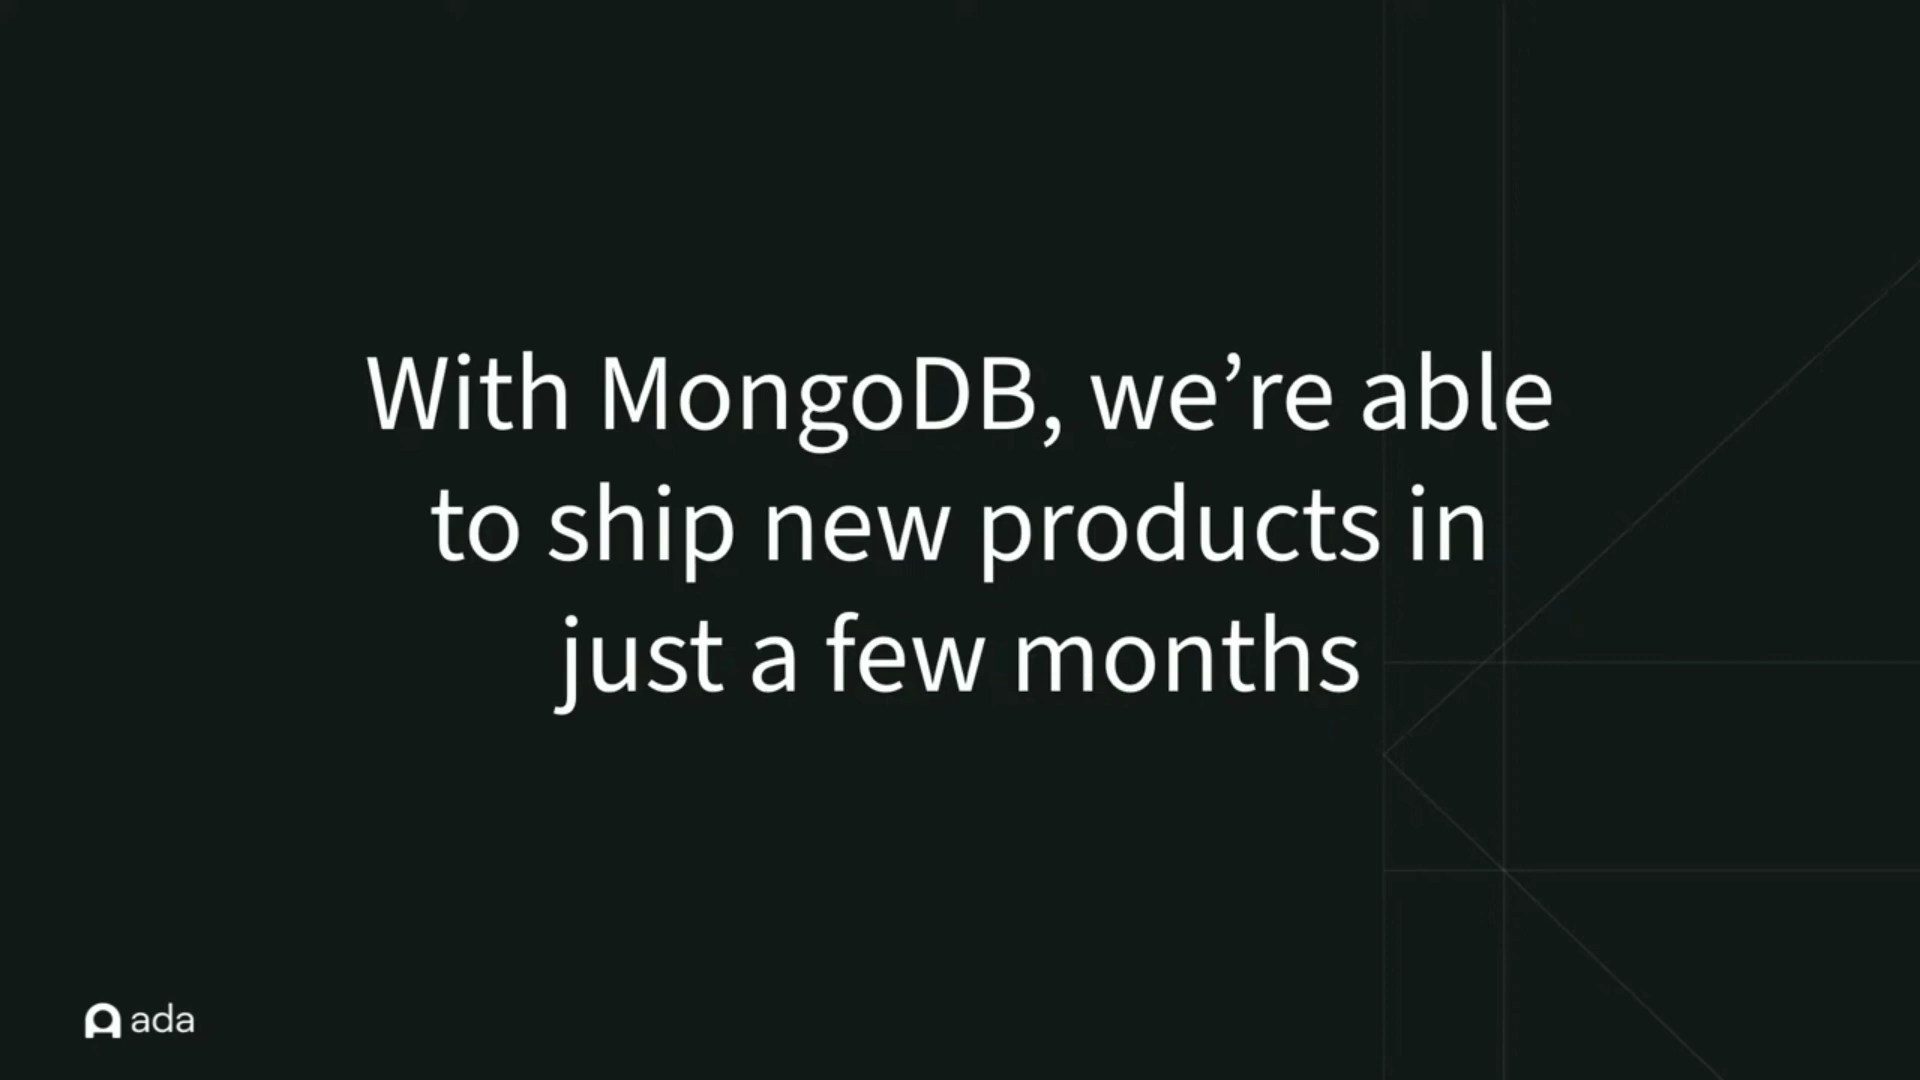 With MongoDB, we’re able
to ship new products in
just a few months
ada